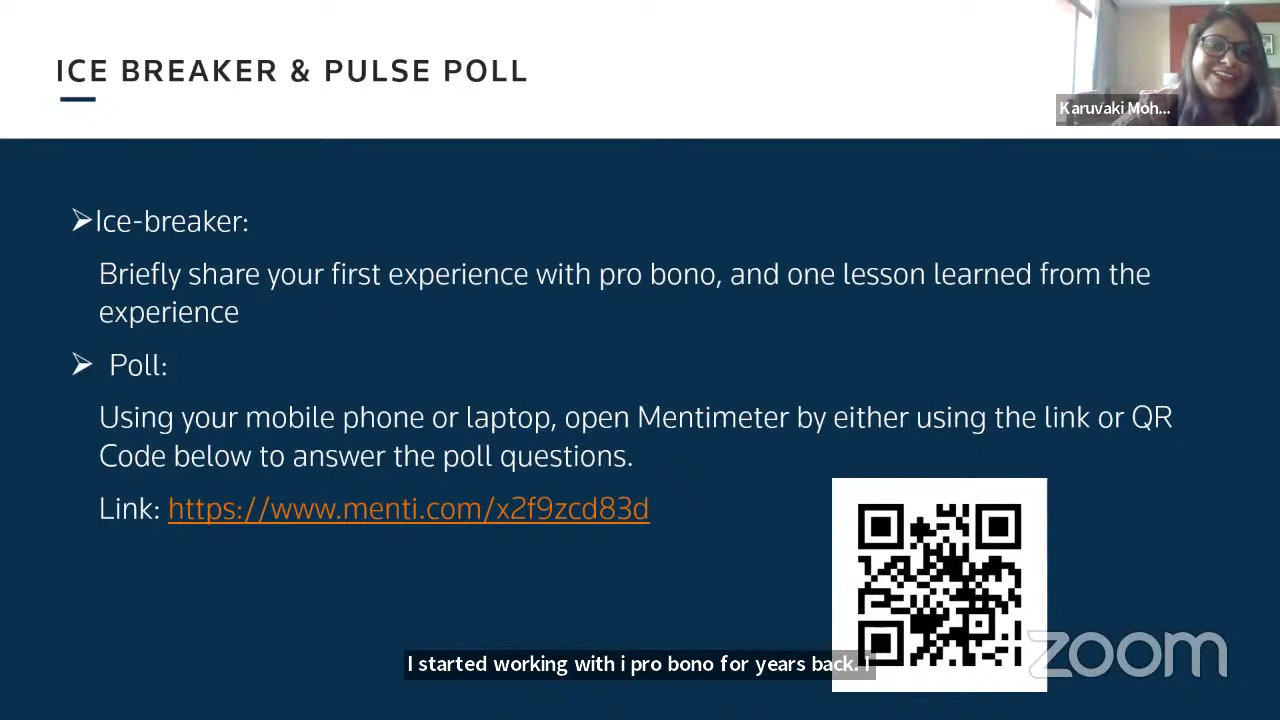 ICE BREAKER & PULSE POLL
Karuvaki Moh...
➢Ice-breaker:
Briefly share your first experience with pro bono, and one lesson learned from the
experience
➢ Poll:
Using your mobile phone or laptop, open Mentimeter by either using the link or QR
Code below to answer the poll questions.
Link: https://www.menti.com/x2f9zcd83d
I started working with i pro bono for years back. I
zoom